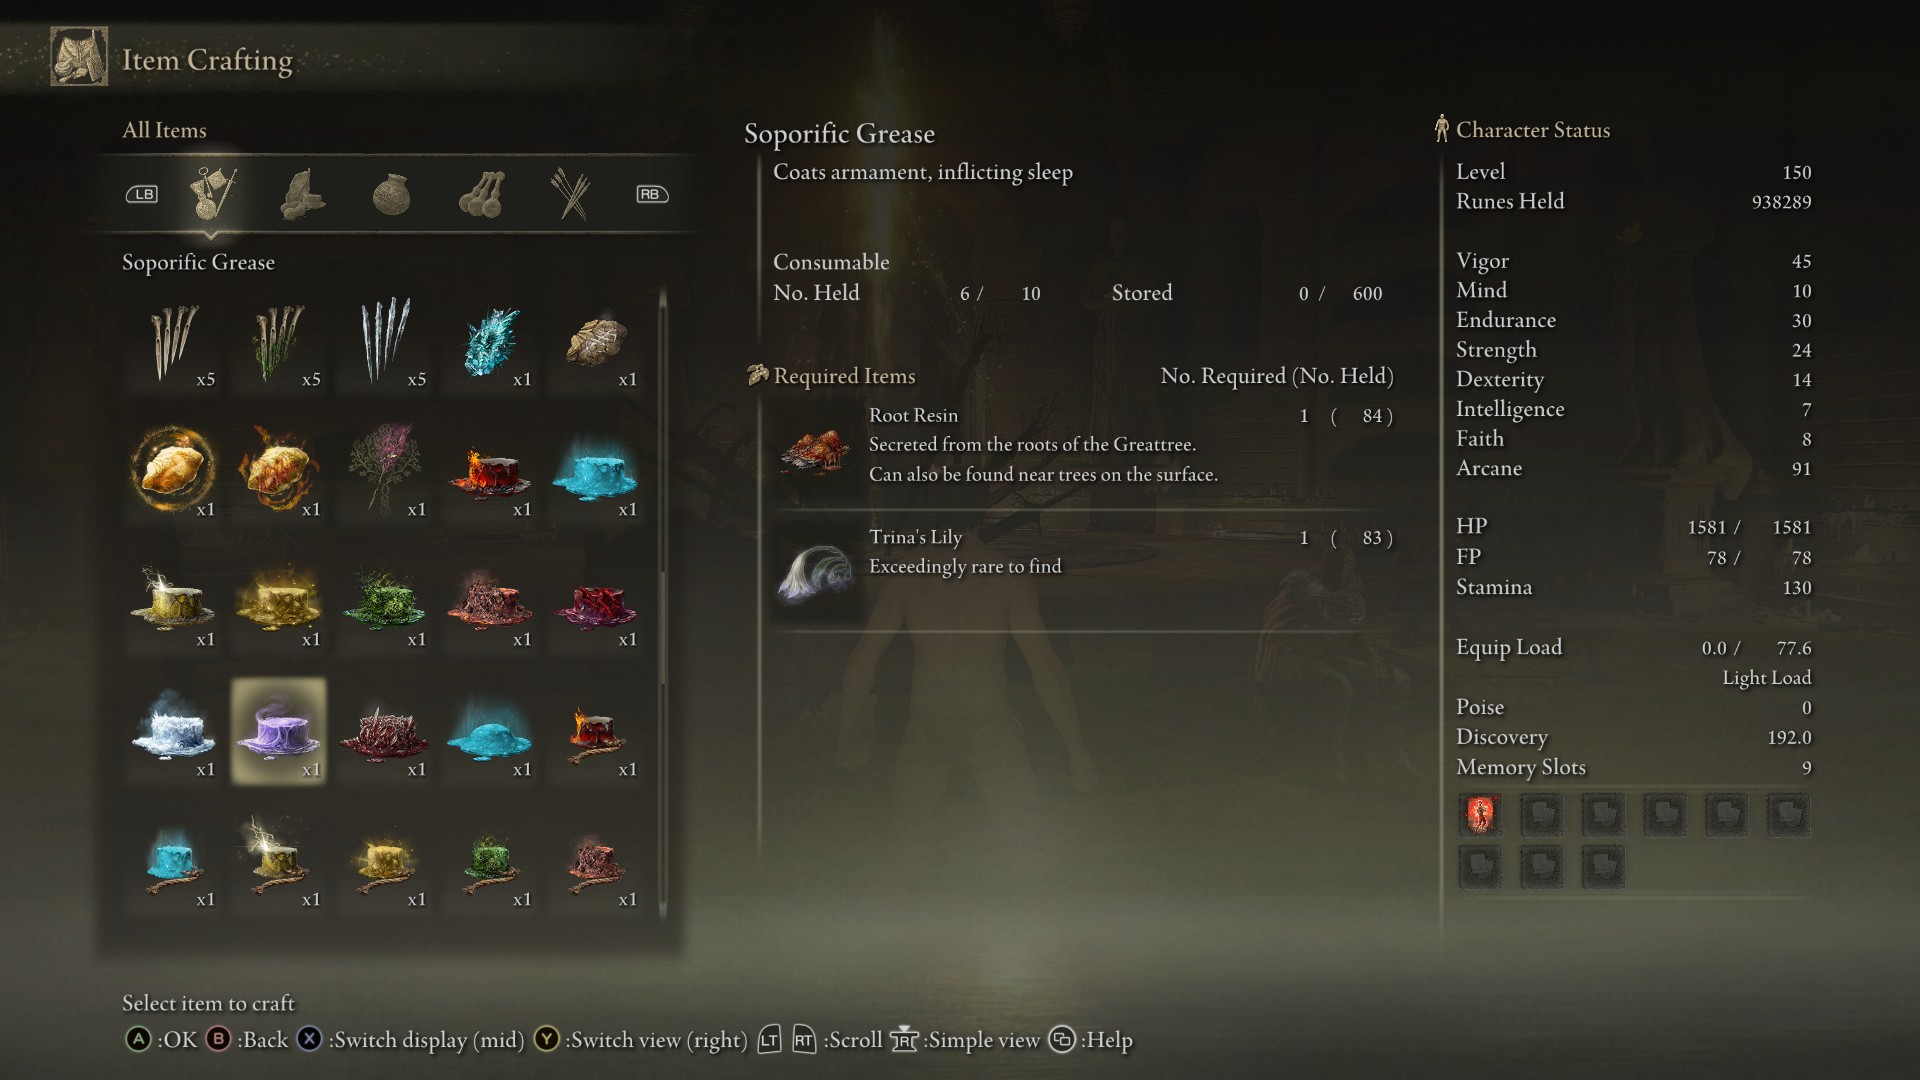 Item Crafting
All Items
LB
RB
Soporific Grease
x5 x5 x5 x1 x1
x1 x1 x1 x1 x1
x1 x1 x1 x1 x1
x1 x1 x1 x1 x1
x1 x1 x1 x1 x1
Soporific Grease
Coats armament, inflicting sleep
Consumable
No. Held 6 / 10 Stored 0 / 600
Required Items No. Required (No. Held)
Root Resin 1 ( 84 )
Secreted from the roots of the Greattree.
Can also be found near trees on the surface.
Trina's Lily 1 ( 83 )
Exceedingly rare to find
Character Status
Level 150
Runes Held 938289
Vigor 45
Mind 10
Endurance 30
Strength 24
Dexterity 14
Intelligence 7
Faith 8
Arcane 91
HP 1581 / 1581
FP 78 / 78
Stamina 130
Equip Load 0.0 / 77.6
Light Load
Poise 0
Discovery 192.0
Memory Slots 9
Select item to craft
A :OK B :Back X :Switch display (mid) Y :Switch view (right) LT RT :Scroll R :Simple view :Help